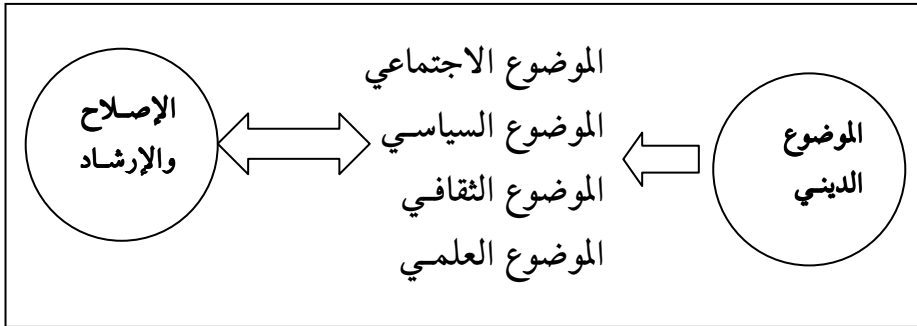 الموضوع
الديني
الموضوع الاجتماعي
الموضوع السياسي
الموضوع الثقافي
الموضوع العلمي
الإصلاح
والإرشاد